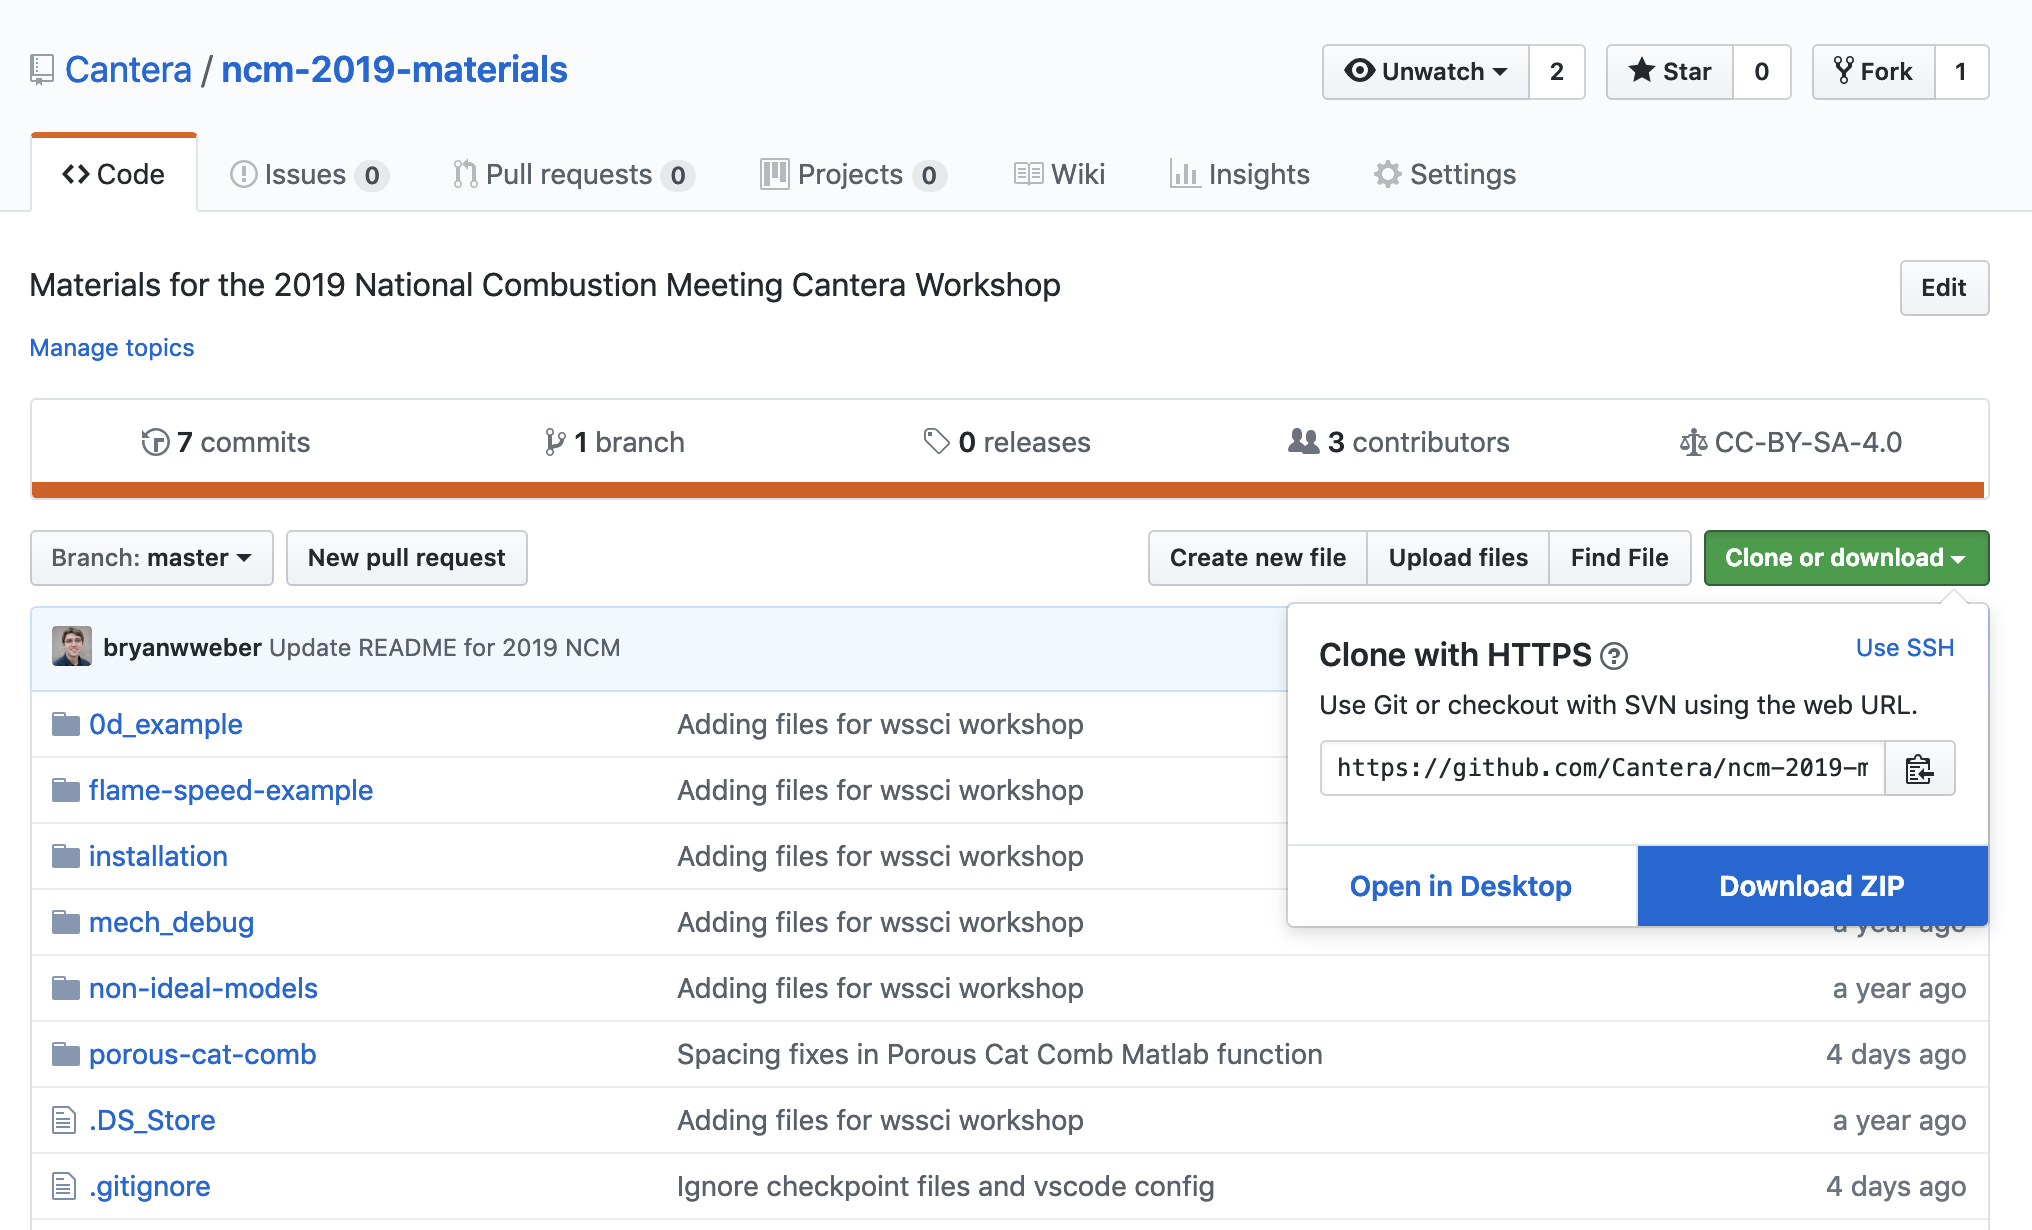 Cantera / ncm-2019-materials
Unwatch 2 Star 0 Fork 1
Code Issues 0 Pull requests 0 Projects 0 Wiki Insights Settings
Materials for the 2019 National Combustion Meeting Cantera Workshop
Edit
Manage topics
7 commits 1 branch 0 releases 3 contributors CC-BY-SA-4.0
Branch: master New pull request Create new file Upload files Find File Clone or download
bryanwweber Update README for 2019 NCM
Clone with HTTPS ? Use SSH
Use Git or checkout with SVN using the web URL.
https://github.com/Cantera/ncm-2019-m
Open in Desktop Download ZIP
0d_example Adding files for wssci workshop
flame-speed-example Adding files for wssci workshop
installation Adding files for wssci workshop
mech_debug Adding files for wssci workshop a year ago
non-ideal-models Adding files for wssci workshop a year ago
porous-cat-comb Spacing fixes in Porous Cat Comb Matlab function 4 days ago
.DS_Store Adding files for wssci workshop a year ago
.gitignore Ignore checkpoint files and vscode config 4 days ago